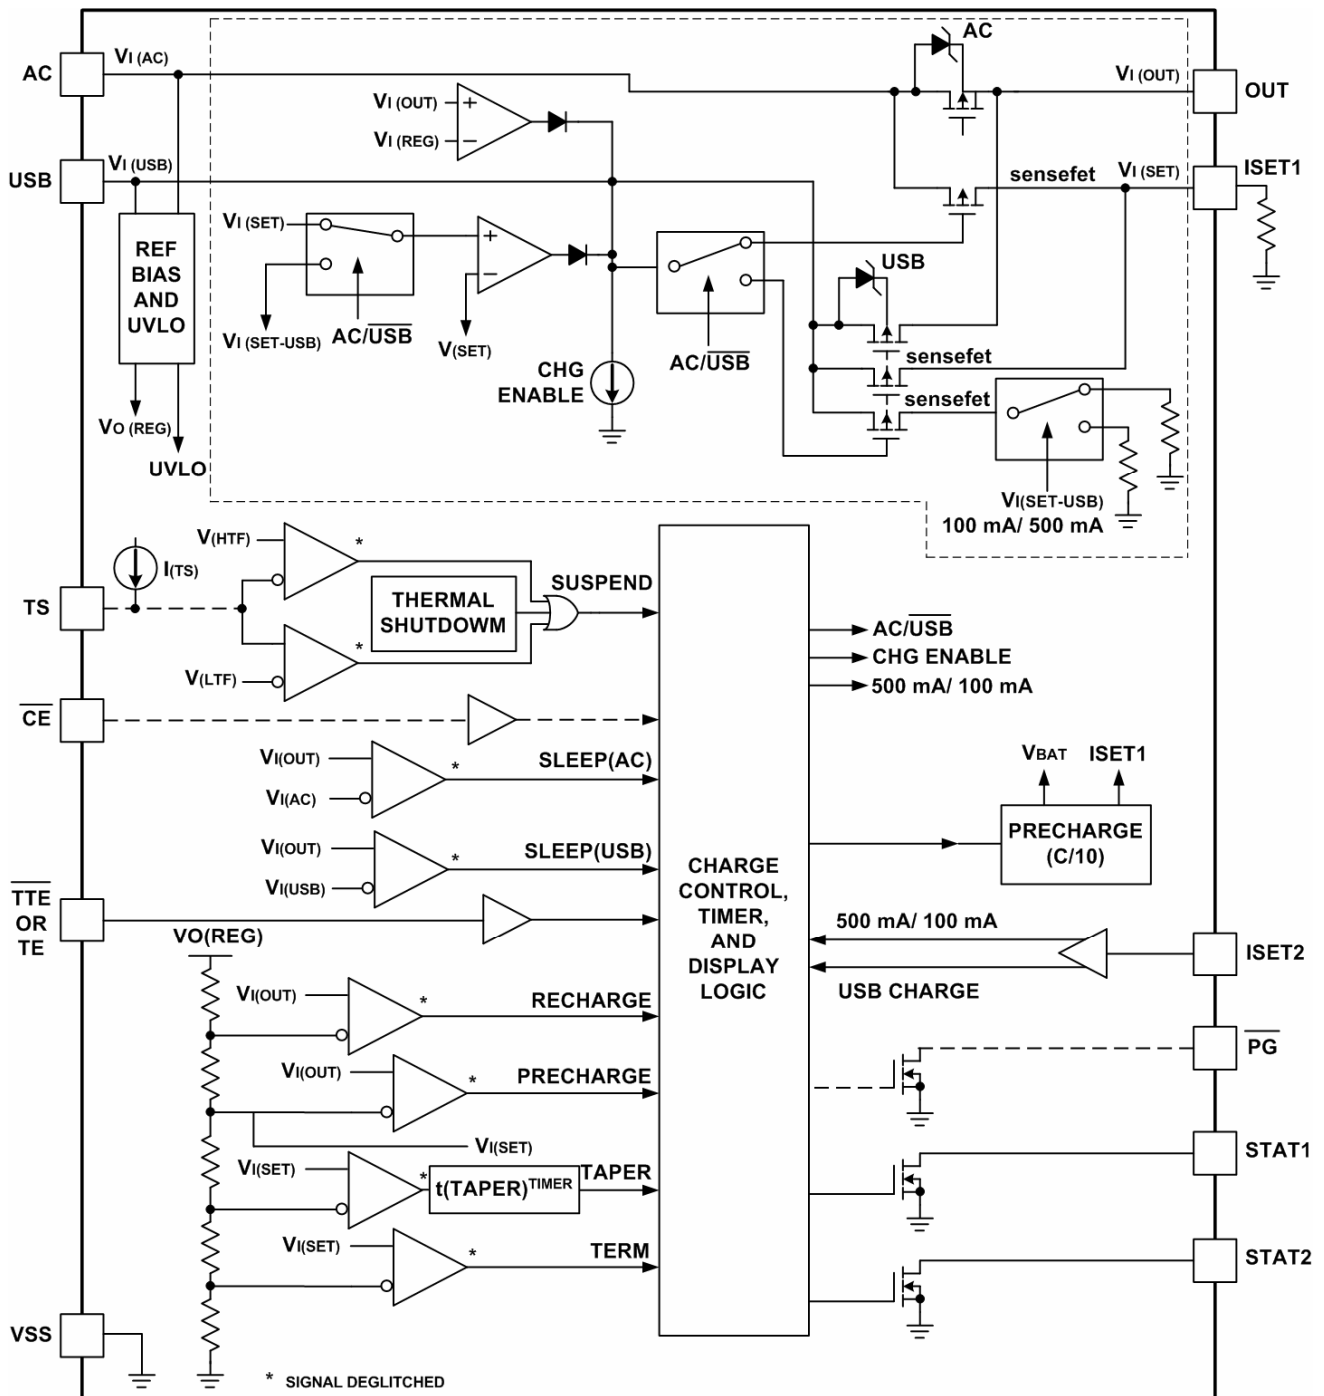 AC
VI (AC)
AC
VI (OUT)
OUT
VI (OUT)
+
VI (REG)
−
USB
VI (USB)
sensefet
VI (SET)
ISET1
REF
BIAS
AND
UVLO
VI (SET)
+
−
USB
VI (SET-USB)
AC/USB
V(SET)
CHG
ENABLE
AC/USB
sensefet
sensefet
VO (REG)
UVLO
VI(SET-USB)
100 mA/ 500 mA
V(HTF)
*
I(TS)
TS
THERMAL
SHUTDOWM
SUSPEND
V(LTF)
*
AC/USB
CHG ENABLE
500 mA/ 100 mA
CE
VI(OUT)
*
SLEEP(AC)
VI(AC)
VBAT
ISET1
PRECHARGE
(C/10)
VI(OUT)
*
SLEEP(USB)
VI(USB)
CHARGE
CONTROL,
TIMER,
AND
DISPLAY
LOGIC
TTE
OR
TE
VO(REG)
500 mA/ 100 mA
ISET2
USB CHARGE
VI(OUT)
*
RECHARGE
PG
VI(OUT)
*
PRECHARGE
VI(SET)
STAT1
VI(SET)
*
t(TAPER)TIMER
TAPER
VI(SET)
*
TERM
STAT2
VSS
* SIGNAL DEGLITCHED